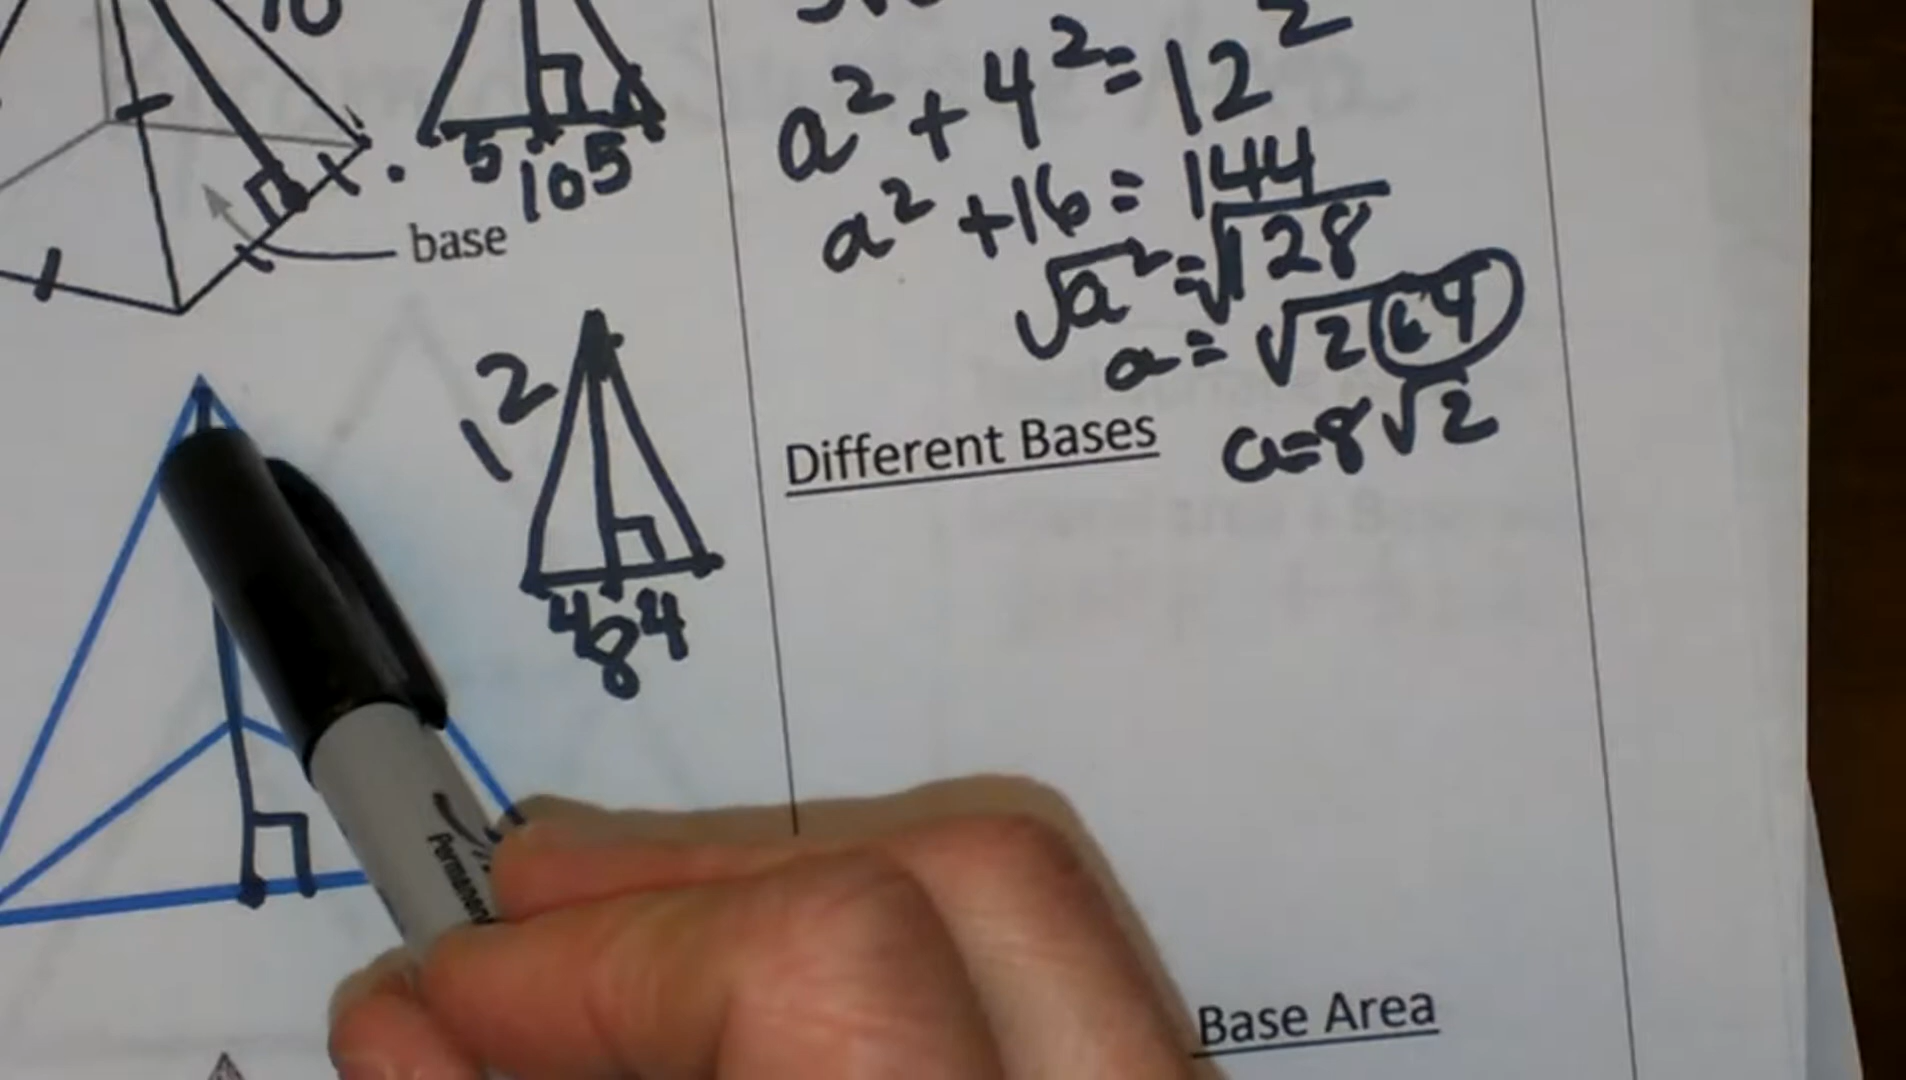 10
5 10 5
base
a² + 4² = 12²
a² + 16 = 144
√a² = √128
a = √2 64
a = 8√2
12
4 8 4
Different Bases
Permanent
Base Area